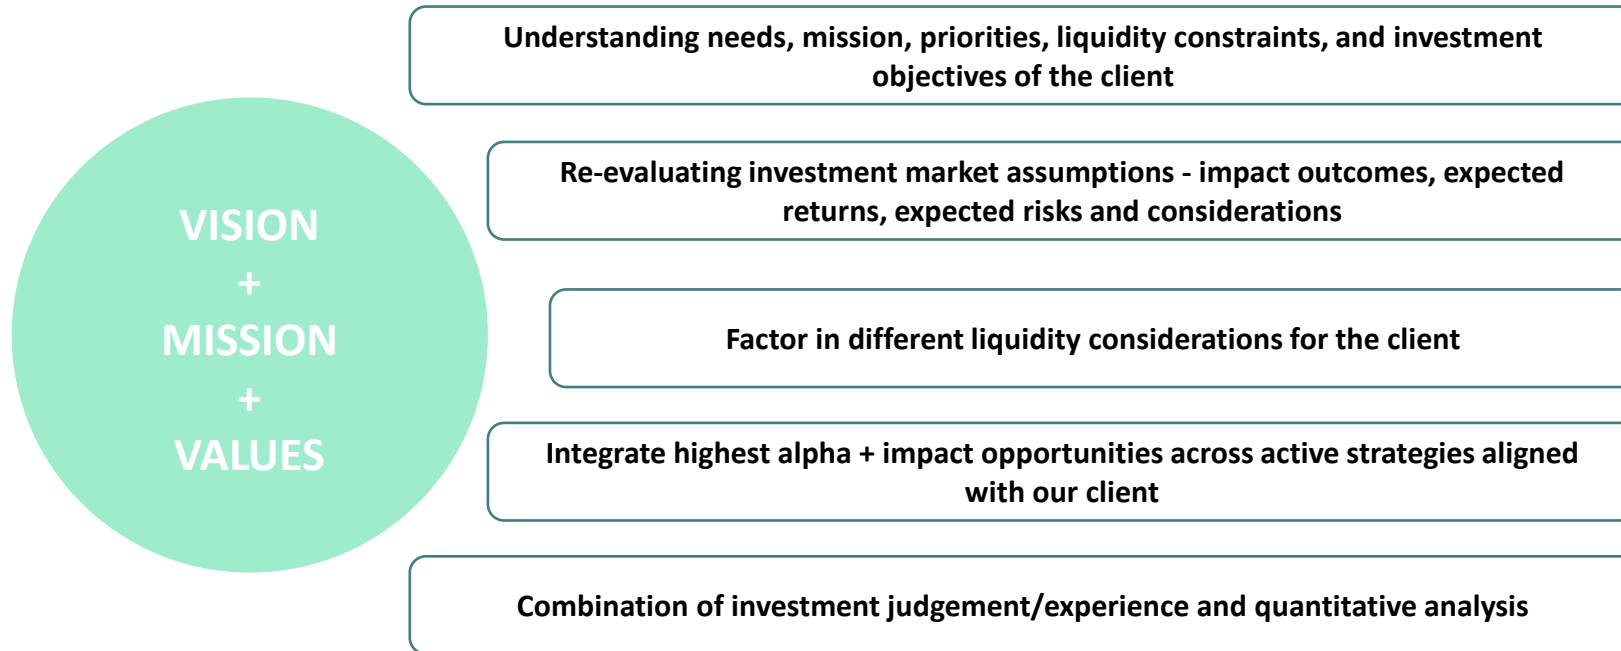 Understanding needs, mission, priorities, liquidity constraints, and investment
objectives of the client
Re-evaluating investment market assumptions - impact outcomes, expected
returns, expected risks and considerations
VISION
+
MISSION
+
VALUES
Factor in different liquidity considerations for the client
Integrate highest alpha + impact opportunities across active strategies aligned
with our client
Combination of investment judgement/experience and quantitative analysis